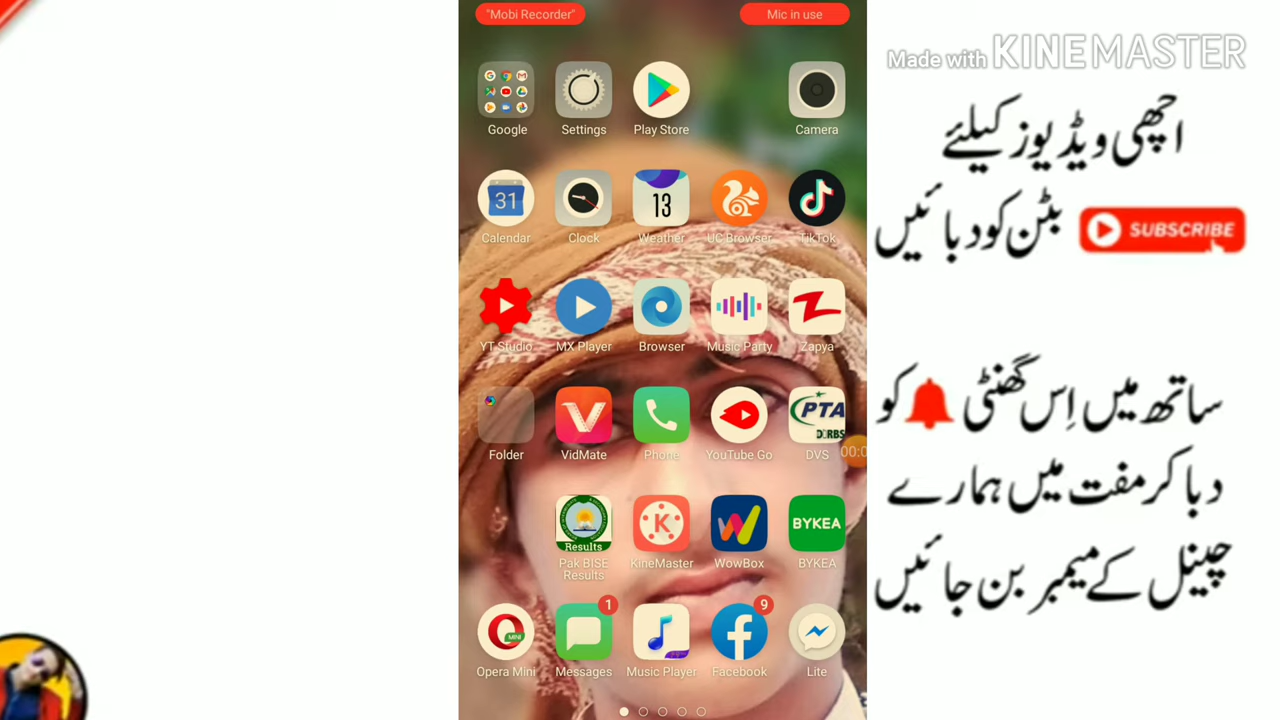 "Mobi Recorder"
Mic in use
Made with KINEMASTER
Google
Settings
Play Store
Camera
31
13
Calendar
Clock
Weather
UC Browser
TikTok
YT Studio
MX Player
Browser
Music Party
Zapya
PTA
DIRBS
Folder
VidMate
Phone
YouTube Go
DVS
00:0
Results
BYKEA
Pak BISE
Results
KineMaster
WowBox
BYKEA
1
9
MINI
Opera Mini
Messages
Music Player
Facebook
Lite
اچھی ویڈیوز کیلئے
بٹن کو دبائیں SUBSCRIBE
ساتھ میں اِس گھنٹی کو
دبا کر مفت میں ہمارے
چینل کے میمبر بن جائیں